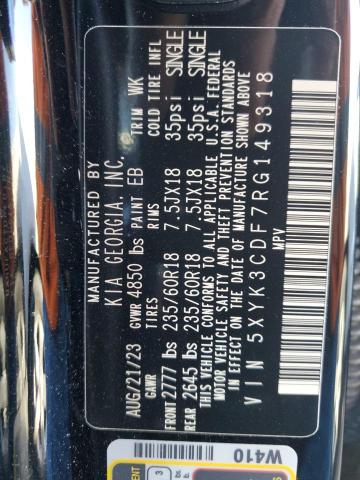 MANUFACTURED BY
KIA GEORGIA, INC.
AUG/21/23 GVWR 4850 lbs PAINT EB TRIM WK
GAWR TIRES RIMS COLD TIRE INFL
FRONT 2777 lbs 235/60R18 7.5JX18 35psi SINGLE
REAR 2645 lbs 235/60R18 7.5JX18 35psi SINGLE
THIS VEHICLE CONFORMS TO ALL APPLICABLE U.S.A. FEDERAL
MOTOR VEHICLE SAFETY AND THEFT PREVENTION STANDARDS
IN EFFECT ON THE DATE OF MANUFACTURE SHOWN ABOVE
VIN 5XYK3CDF7RG149318
MPV
W410